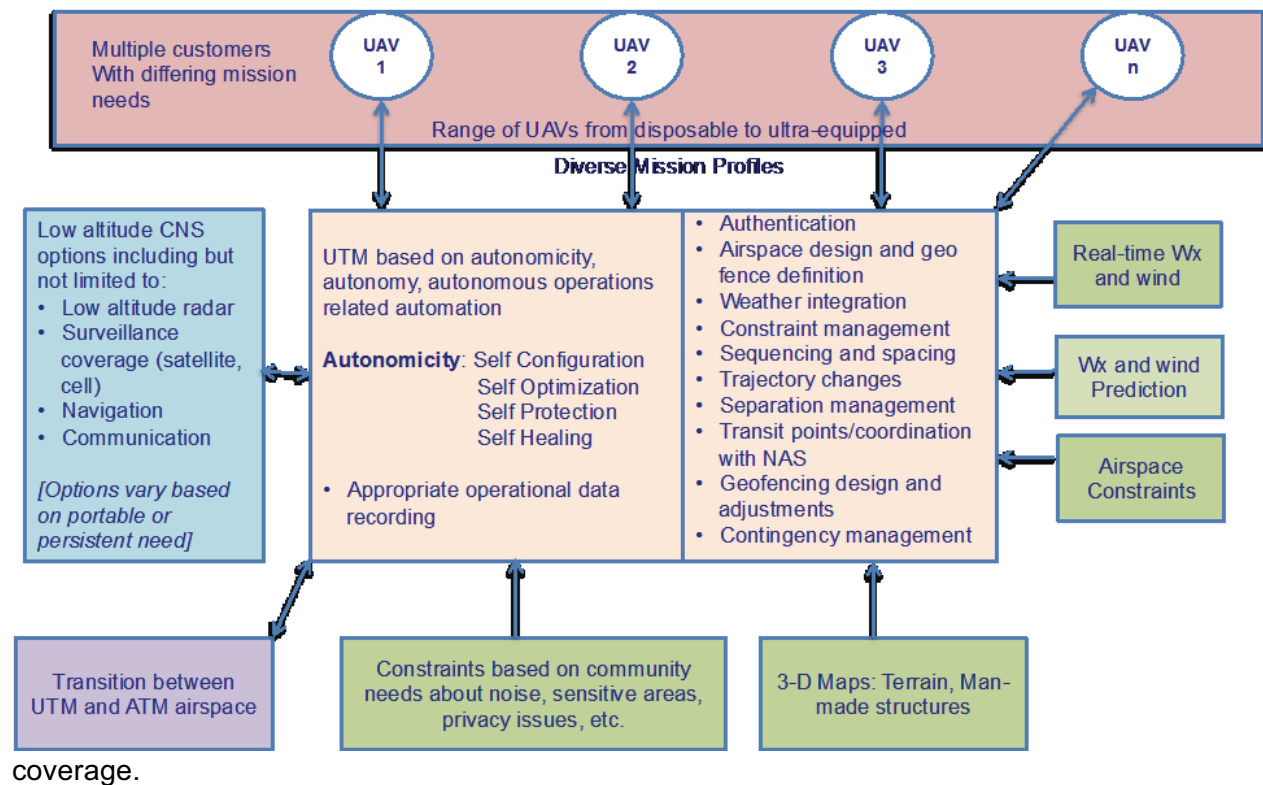 Multiple customers
With differing mission
needs
UAV
1
UAV
2
UAV
3
UAV
n
Range of UAVs from disposable to ultra-equipped
Diverse Mission Profiles
Low altitude CNS
options including but
not limited to:
• Low altitude radar
• Surveillance
coverage (satellite,
cell)
• Navigation
• Communication
[Options vary based
on portable or
persistent need]
UTM based on autonomicity,
autonomy, autonomous operations
related automation
Autonomicity: Self Configuration
Self Optimization
Self Protection
Self Healing
• Appropriate operational data
recording
• Authentication
• Airspace design and geo
fence definition
• Weather integration
• Constraint management
• Sequencing and spacing
• Trajectory changes
• Separation management
• Transit points/coordination
with NAS
• Geofencing design and
adjustments
• Contingency management
Real-time Wx
and wind
Wx and wind
Prediction
Airspace
Constraints
Transition between
UTM and ATM airspace
Constraints based on community
needs about noise, sensitive areas,
privacy issues, etc.
3-D Maps: Terrain, Man-
made structures
coverage.